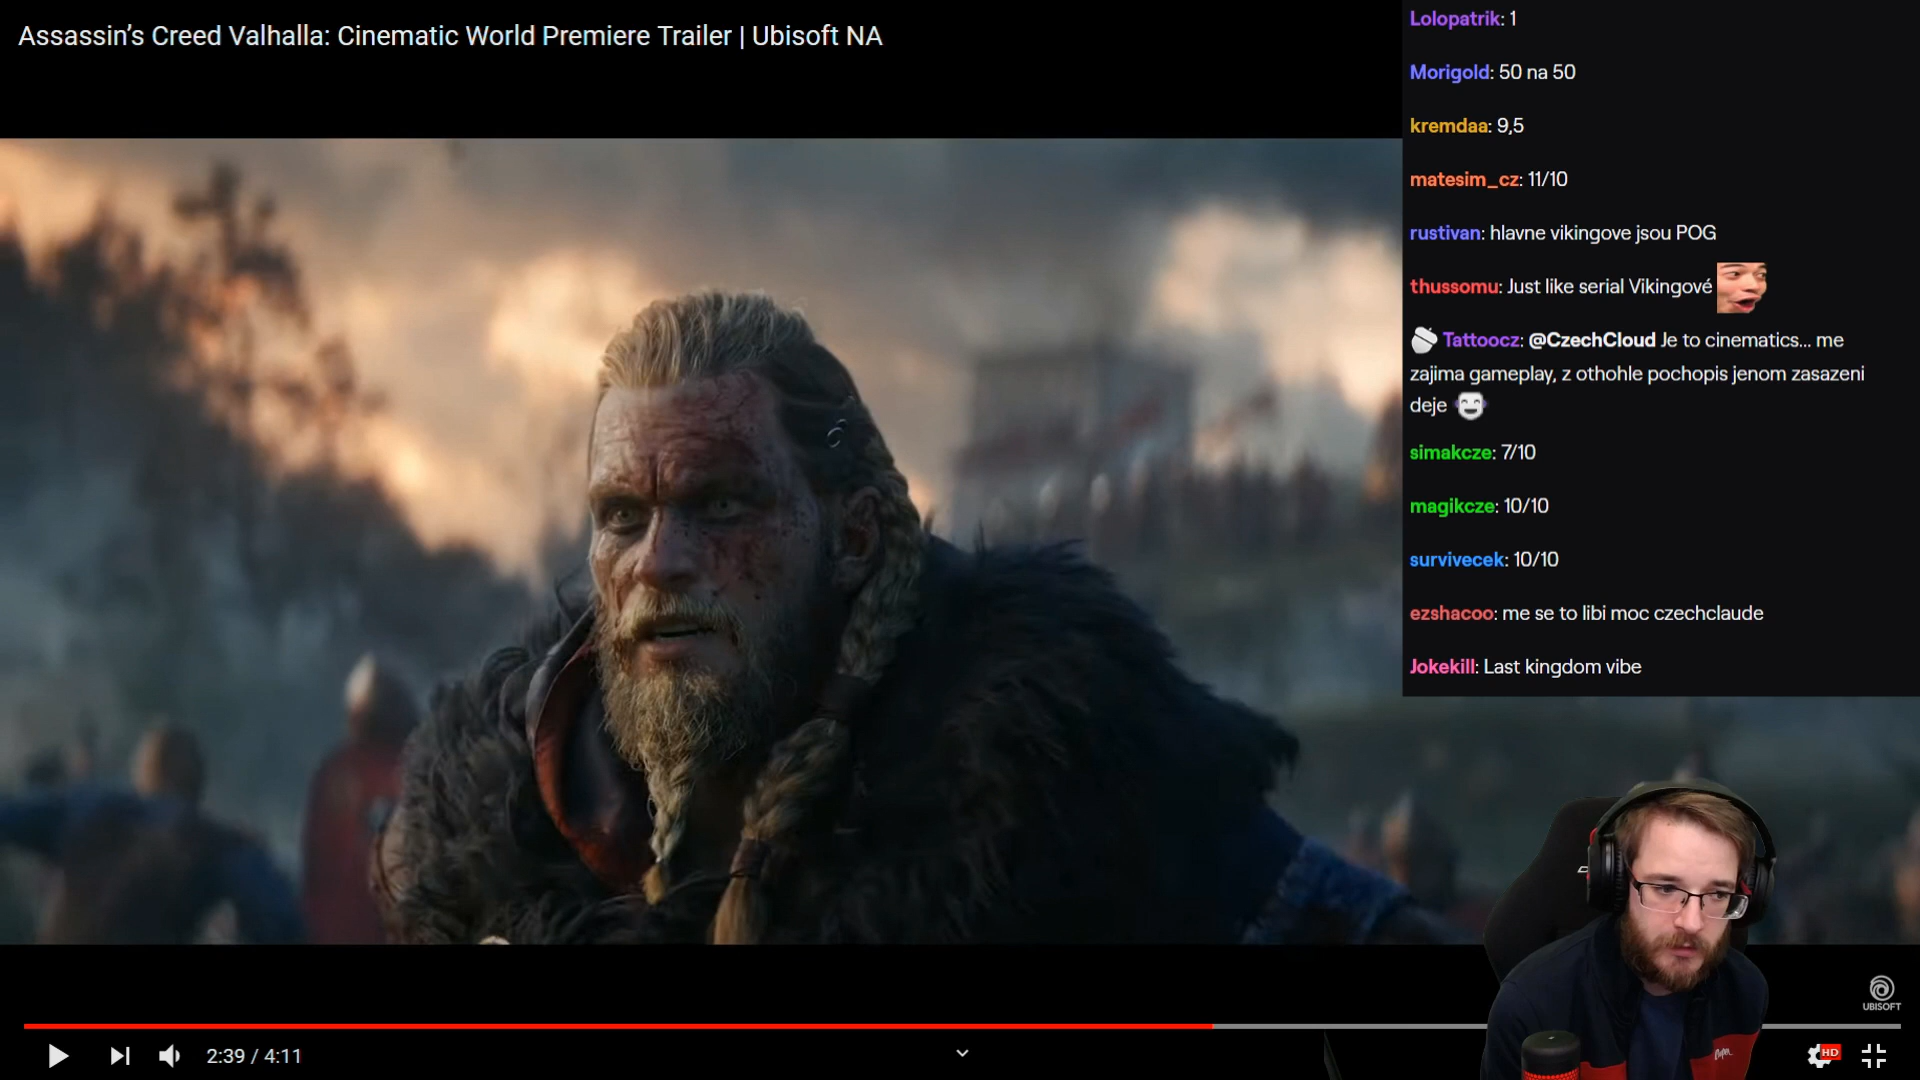 Assassin’s Creed Valhalla: Cinematic World Premiere Trailer | Ubisoft NA
Lolopatrik: 1
Morigold: 50 na 50
kremdaa: 9,5
matesim_cz: 11/10
rustivan: hlavne vikingove jsou POG
thussomu: Just like serial Vikingové
Tattoocz: @CzechCloud Je to cinematics... me
zajima gameplay, z othohle pochopis jenom zasazeni
deje
simakcze: 7/10
magikcze: 10/10
survivecek: 10/10
ezshacoo: me se to libi moc czechclaude
Jokekill: Last kingdom vibe
UBISOFT
2:39 / 4:11
HD